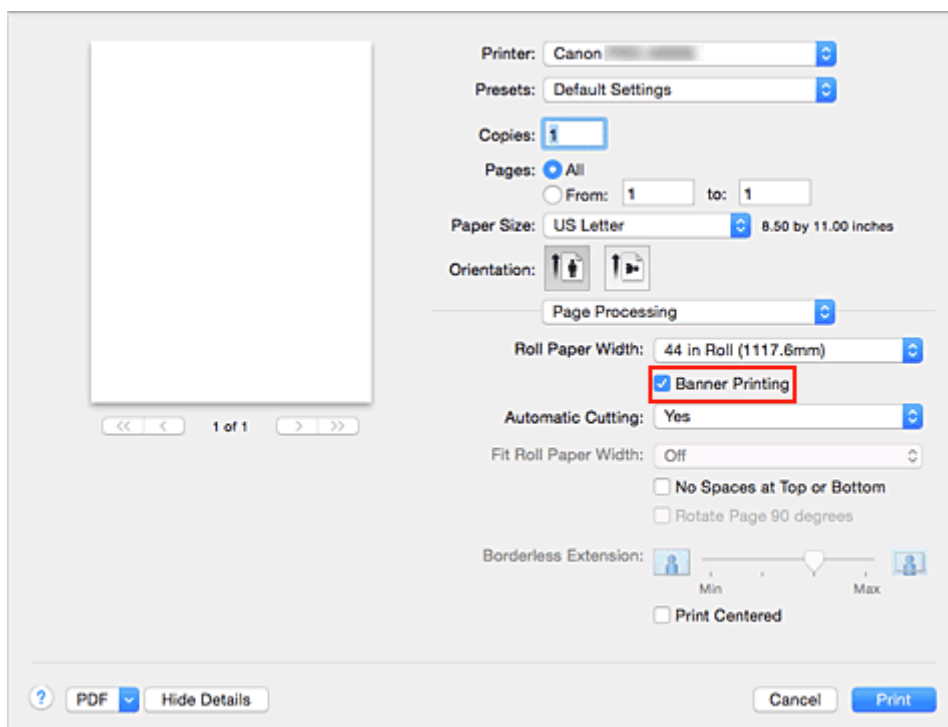 Printer: Canon
Presets: Default Settings
Copies: 1
Pages: All
From: 1 to: 1
Paper Size: US Letter 8.50 by 11.00 inches
Orientation:
Page Processing
Roll Paper Width: 44 in Roll (1117.6mm)
Banner Printing
<< < 1 of 1 > >>
Automatic Cutting: Yes
Fit Roll Paper Width: Off
No Spaces at Top or Bottom
Rotate Page 90 degrees
Borderless Extension:
Min Max
Print Centered
? PDF Hide Details Cancel Print